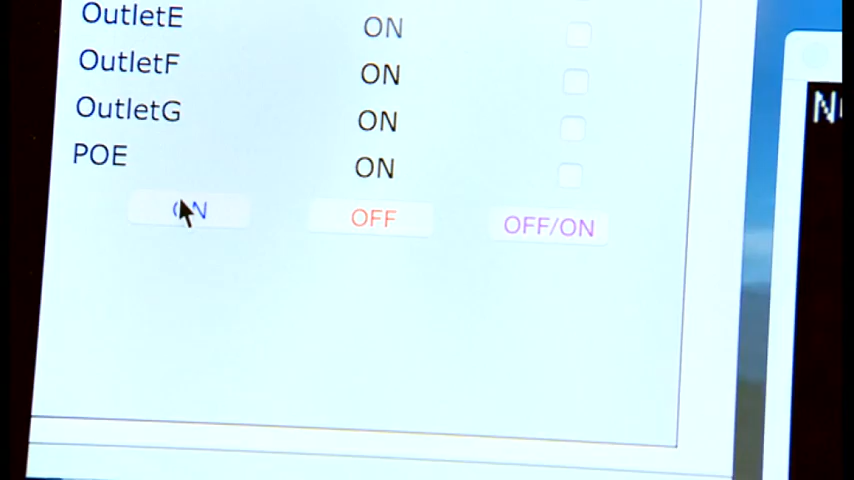 OutletE ON
OutletF ON
OutletG ON
POE ON
ON OFF OFF/ON